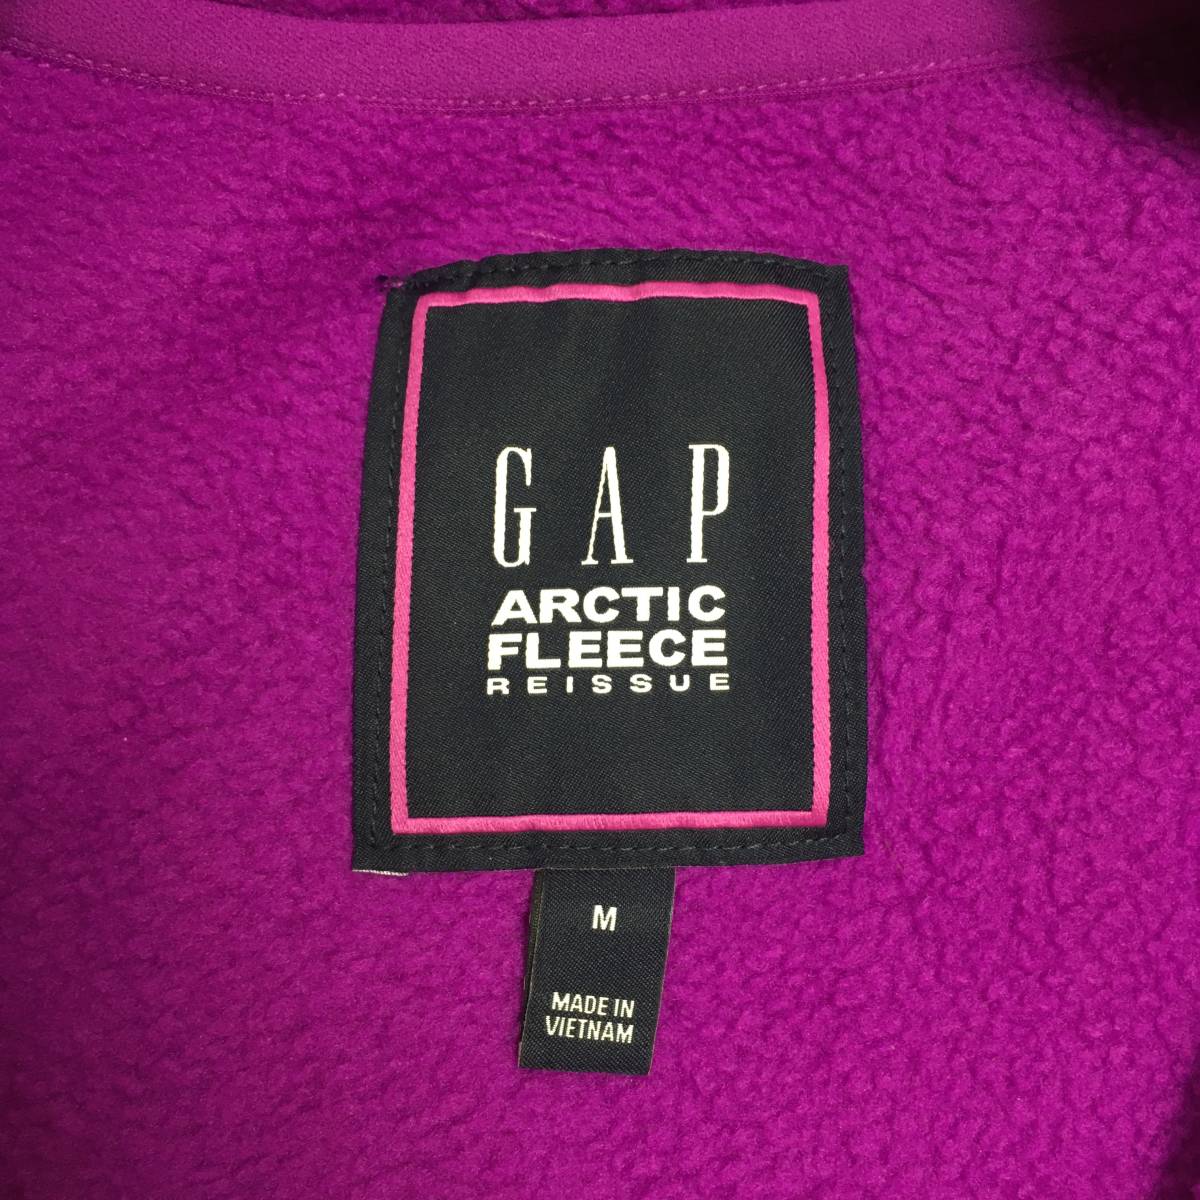 GAP
ARCTIC
FLEECE
REISSUE
M
MADE IN
VIETNAM